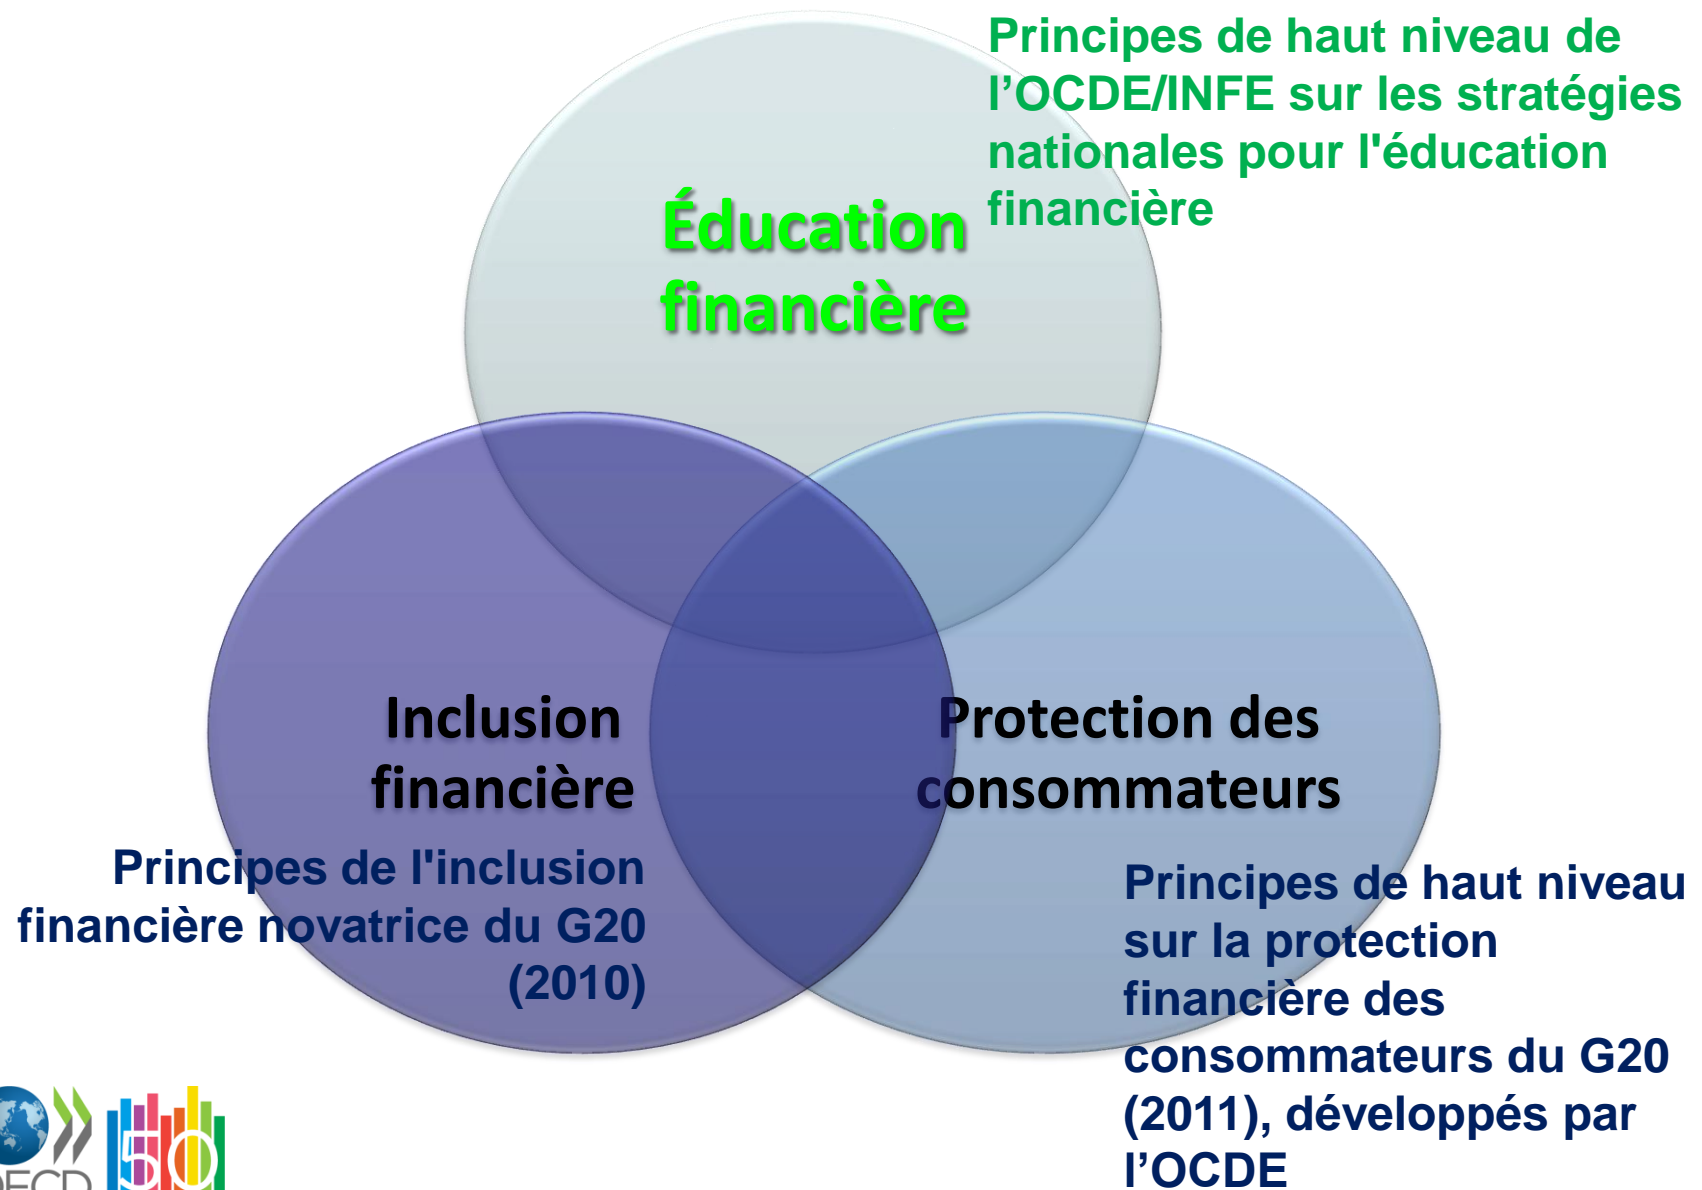 Principes de haut niveau de
l’OCDE/INFE sur les stratégies
nationales pour l'éducation
financière
Éducation
financière
Inclusion
financière
Protection des
consommateurs
Principes de l'inclusion
financière novatrice du G20
(2010)
Principes de haut niveau
sur la protection
financière des
consommateurs du G20
(2011), développés par
l’OCDE
OECD
50